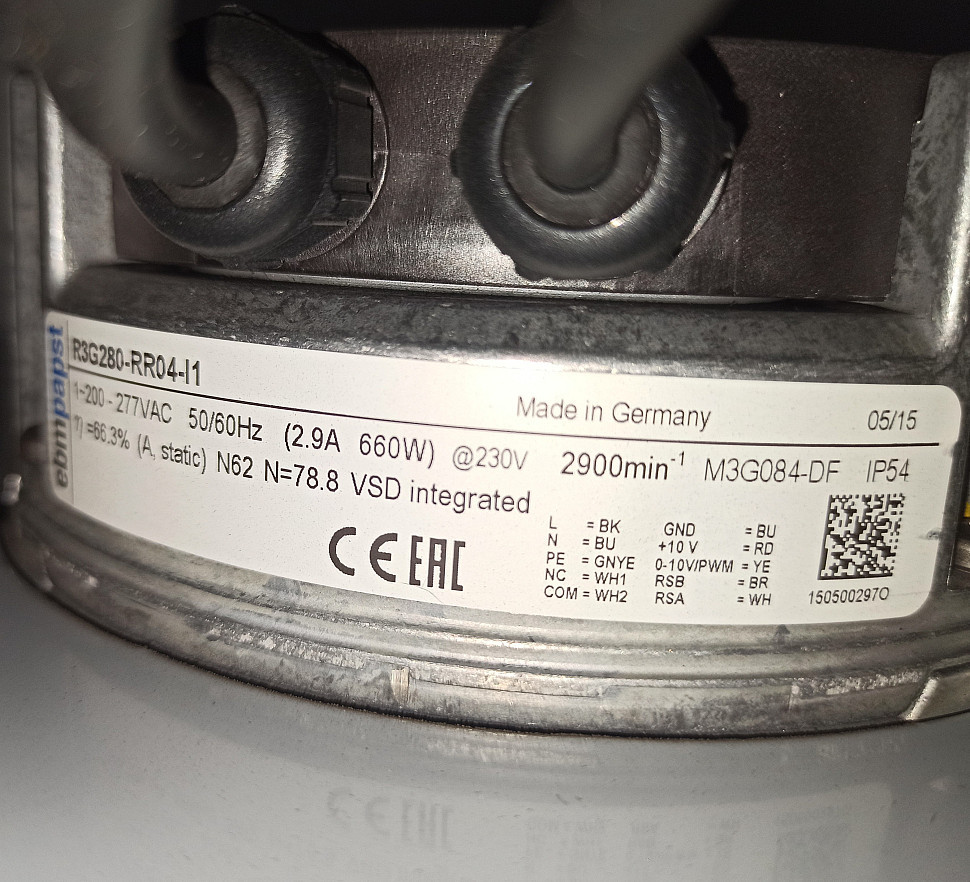 ebmpapst
R3G280-RR04-I1
Made in Germany 05/15
1~200 - 277VAC 50/60Hz (2.9A 660W) @230V 2900min-1 M3G084-DF IP54
η =66.3% (A, static) N62 N=78.8 VSD integrated
CE EAC
L = BK GND = BU
N = BU +10 V = RD
PE = GNYE 0-10V/PWM = YE
NC = WH1 RSB = BR
COM = WH2 RSA = WH
150500297O